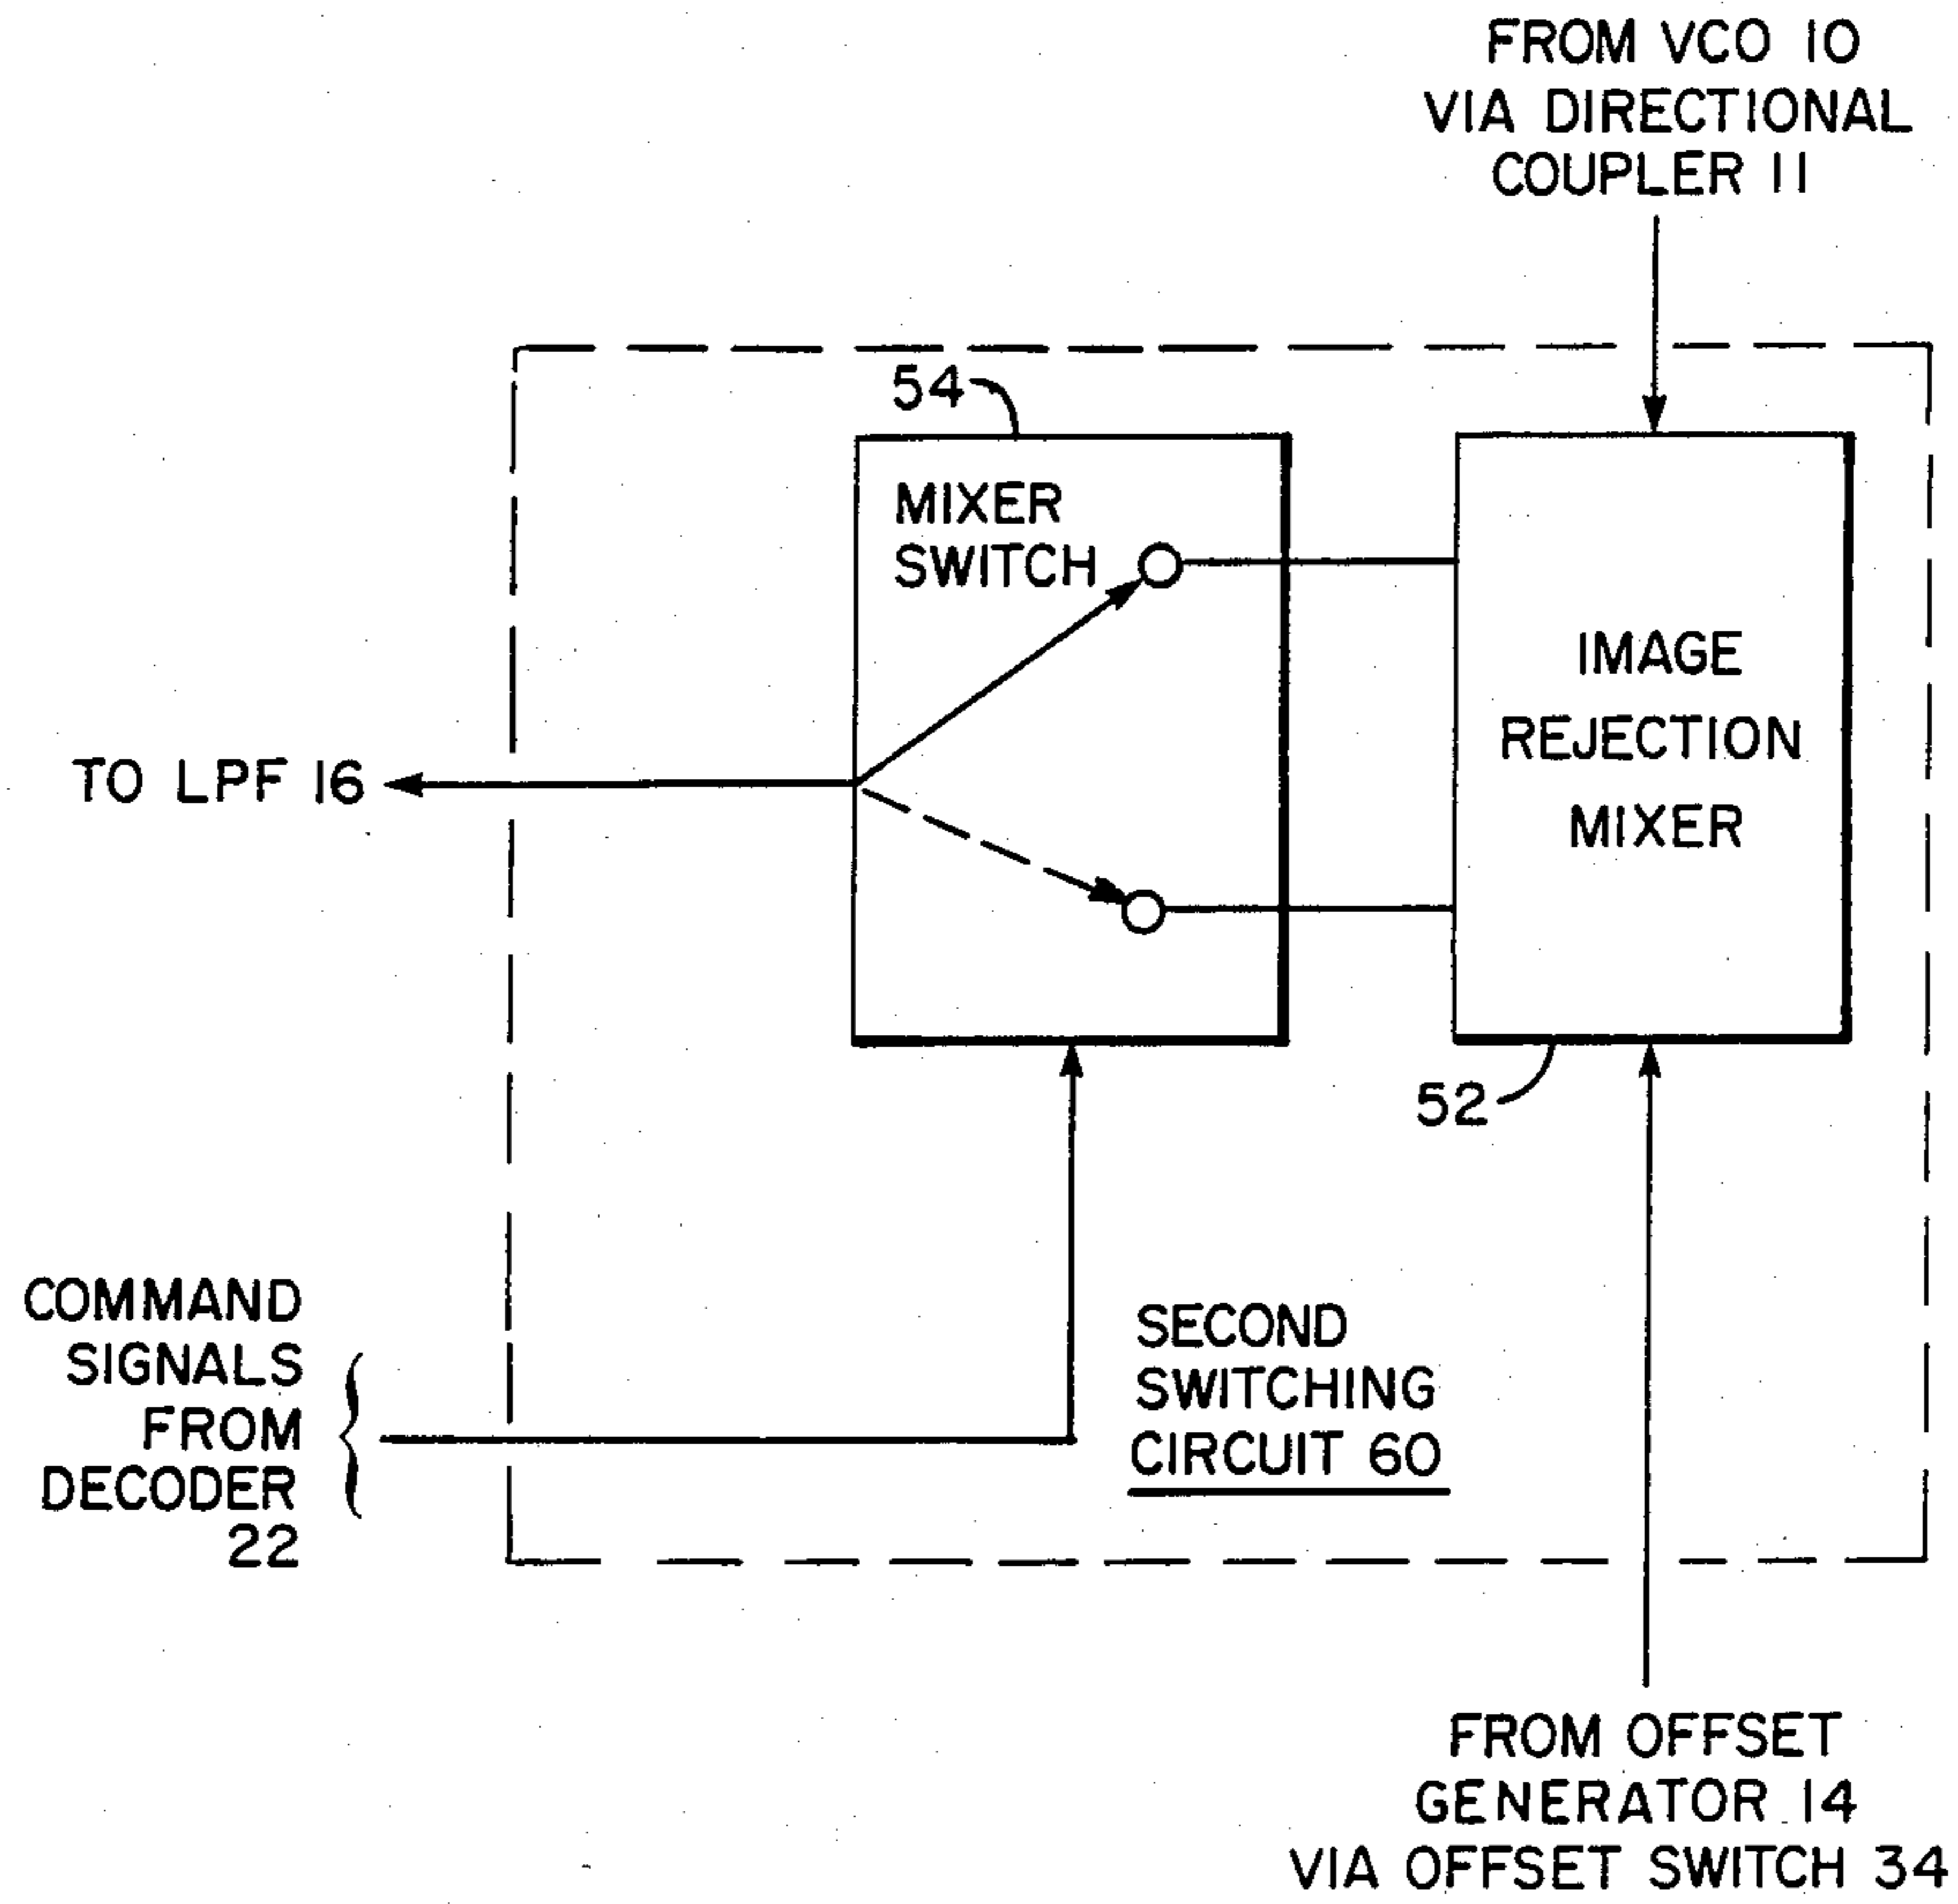 FROM VCO 10
VIA DIRECTIONAL
COUPLER 11
54
MIXER
SWITCH
IMAGE
REJECTION
MIXER
TO LPF 16
52
COMMAND
SIGNALS
FROM
DECODER
22
SECOND
SWITCHING
CIRCUIT 60
FROM OFFSET
GENERATOR 14
VIA OFFSET SWITCH 34